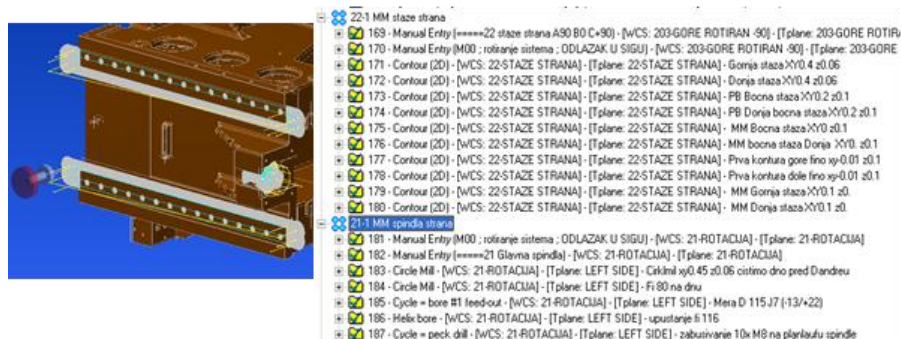 22-1 MM staze strana
169 - Manual Entry (=====22 staze strana A90 B0 C+90) - [WCS: 203-GORE ROTIRAN -90] - [Tplane: 203-GORE ROTIRA
170 - Manual Entry (M00 ; rotiranje sistema ; ODLAZAK U SIGU) - [WCS: 203-GORE ROTIRAN -90] - [Tplane: 203-GORE
171 - Contour (2D) - [WCS: 22-STAZE STRANA] - [Tplane: 22-STAZE STRANA] - Gornja staza XY0.4 z0.06
172 - Contour (2D) - [WCS: 22-STAZE STRANA] - [Tplane: 22-STAZE STRANA] - Donja staza XY0.4 z0.06
173 - Contour (2D) - [WCS: 22-STAZE STRANA] - [Tplane: 22-STAZE STRANA] - PB Bocna staza XY0.2 z0.1
174 - Contour (2D) - [WCS: 22-STAZE STRANA] - [Tplane: 22-STAZE STRANA] - PB Donja bocna staza XY0.2 z0.1
175 - Contour (2D) - [WCS: 22-STAZE STRANA] - [Tplane: 22-STAZE STRANA] - MM Bocna staza XY0 z0.1
176 - Contour (2D) - [WCS: 22-STAZE STRANA] - [Tplane: 22-STAZE STRANA] - MM bocna staza Donja XY0. z0.1
177 - Contour (2D) - [WCS: 22-STAZE STRANA] - [Tplane: 22-STAZE STRANA] - Prva kontura gore fino xy-0.01 z0.1
178 - Contour (2D) - [WCS: 22-STAZE STRANA] - [Tplane: 22-STAZE STRANA] - Prva kontura dole fino xy-0.01 z0.1
179 - Contour (2D) - [WCS: 22-STAZE STRANA] - [Tplane: 22-STAZE STRANA] - MM Gornja staza XY0.1 z0.
180 - Contour (2D) - [WCS: 22-STAZE STRANA] - [Tplane: 22-STAZE STRANA] - MM Donja staza XY0.1 z0.
21-1 MM spindla strana
181 - Manual Entry (M00 ; rotiranje sistema ; ODLAZAK U SIGU) - [WCS: 21-ROTACIJA] - [Tplane: 21-ROTACIJA]
182 - Manual Entry (=====21 Glavna spindla) - [WCS: 21-ROTACIJA] - [Tplane: 21-ROTACIJA]
183 - Circle Mill - [WCS: 21-ROTACIJA] - [Tplane: LEFT SIDE] - Cirklmil xy0.45 z0.06 cistimo dno pred Dandreu
184 - Circle Mill - [WCS: 21-ROTACIJA] - [Tplane: LEFT SIDE] - Fi 80 na dnu
185 - Cycle = bore #1 feed-out - [WCS: 21-ROTACIJA] - [Tplane: LEFT SIDE] - Mera D 115 J7 (-13/+22)
186 - Helix bore - [WCS: 21-ROTACIJA] - [Tplane: LEFT SIDE] - upustanje fi 116
187 - Cycle = peck drill - [WCS: 21-ROTACIJA] - [Tplane: LEFT SIDE] - zabusivanje 10x M8 na planlaufu spindle